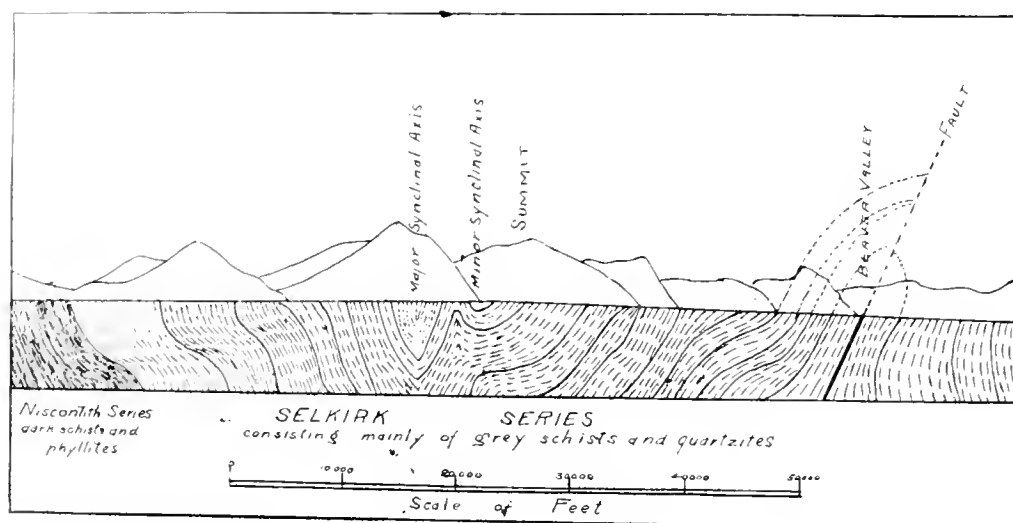 Major Synclinal Axis
Minor Synclinal Axis
SUMMIT
BEAVER VALLEY
FAULT
Nisconlith Series
dark schists and
phyllites
SELKIRK SERIES
consisting mainly of grey schists and quartzites
0 10000 20000 30000 40000 50000
Scale of Feet